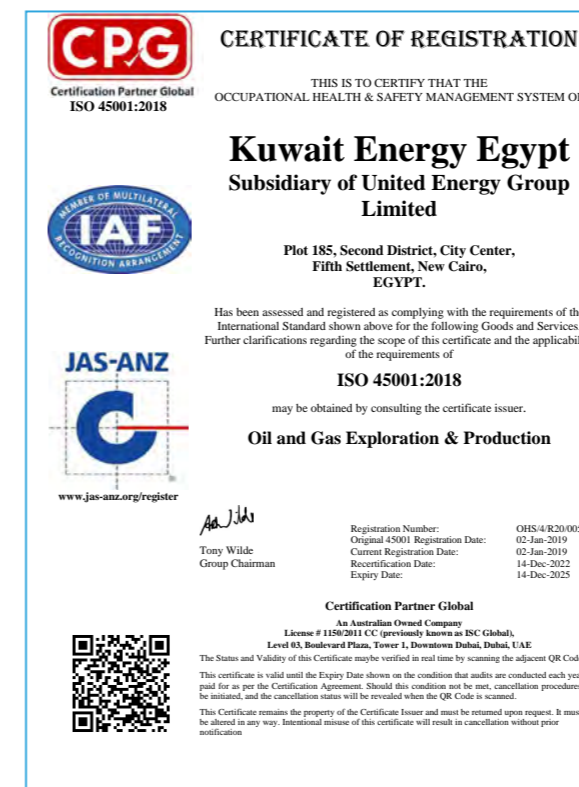 CPG
Certification Partner Global
ISO 45001:2018
CERTIFICATE OF REGISTRATION
THIS IS TO CERTIFY THAT THE
OCCUPATIONAL HEALTH & SAFETY MANAGEMENT SYSTEM OF
Kuwait Energy Egypt
Subsidiary of United Energy Group
Limited
MEMBER OF MULTILATERAL
IAF
RECOGNITION ARRANGEMENT
Plot 185, Second District, City Center,
Fifth Settlement, New Cairo,
EGYPT.
Has been assessed and registered as complying with the requirements of the
International Standard shown above for the following Goods and Services.
Further clarifications regarding the scope of this certificate and the applicabil
of the requirements of
ISO 45001:2018
may be obtained by consulting the certificate issuer.
Oil and Gas Exploration & Production
JAS-ANZ
www.jas-anz.org/register
Tony Wilde
Group Chairman
Registration Number: OHS/4/R20/005
Original 45001 Registration Date: 02-Jan-2019
Current Registration Date: 02-Jan-2019
Recertification Date: 14-Dec-2022
Expiry Date: 14-Dec-2025
Certification Partner Global
An Australian Owned Company
License # 1150/2011 CC (previously known as ISC Global),
Level 03, Boulevard Plaza, Tower 1, Downtown Dubai, Dubai, UAE
The Status and Validity of this Certificate maybe verified in real time by scanning the adjacent QR Code
This certificate is valid until the Expiry Date shown on the condition that audits are conducted each yea
paid for as per the Certification Agreement. Should this condition not be met, cancellation procedures
be initiated, and the cancellation status will be revealed when the QR Code is scanned.
This Certificate remains the property of the Certificate Issuer and must be returned upon request. It mus
be altered in any way. Intentional misuse of this certificate will result in cancellation without prior
notification